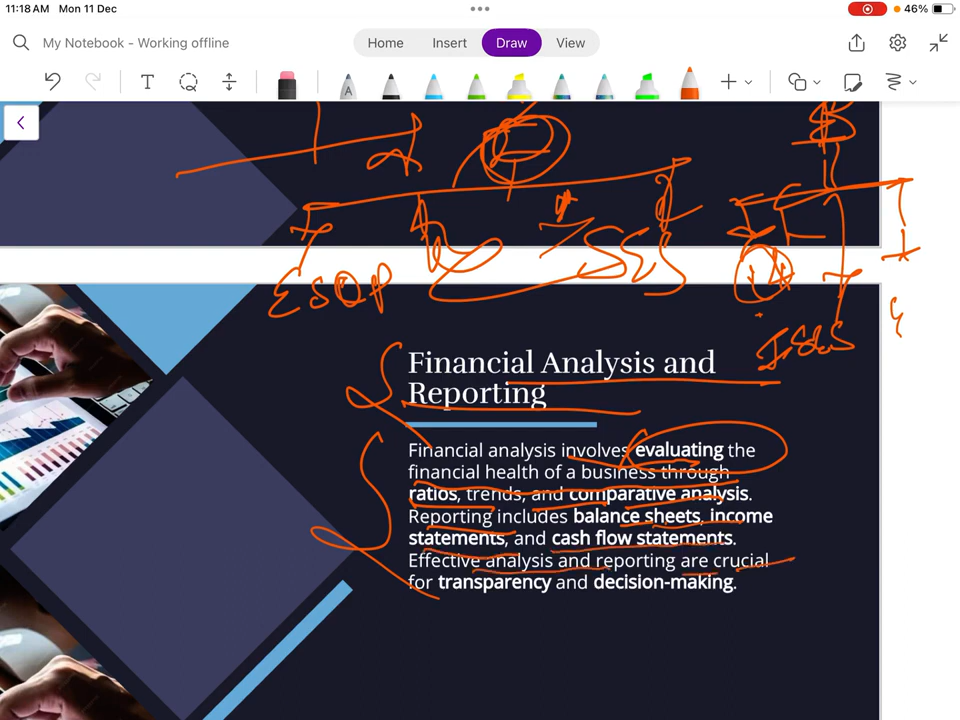 11:18 AM Mon 11 Dec
46%
My Notebook - Working offline
Home Insert Draw View
T
A
ESOP
SES
Financial Analysis and
Reporting
Financial analysis involves evaluating the
financial health of a business through
ratios, trends, and comparative analysis.
Reporting includes balance sheets, income
statements, and cash flow statements.
Effective analysis and reporting are crucial
for transparency and decision-making.